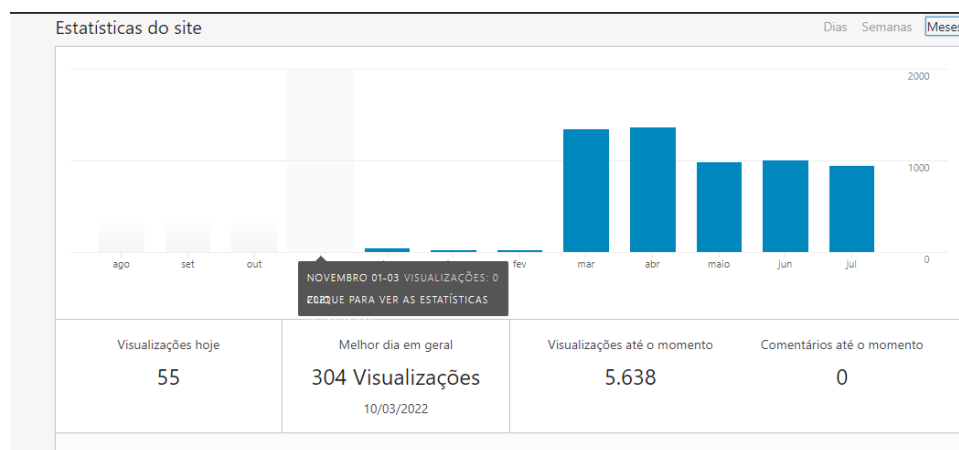 Estatísticas do site
Dias Semanas Meses
2000
1000
0
ago set out fev mar abr maio jun jul
NOVEMBRO 01-03 VISUALIZAÇÕES: 0
CLIQUE PARA VER AS ESTATÍSTICAS
Visualizações hoje
55
Melhor dia em geral
304 Visualizações
10/03/2022
Visualizações até o momento
5.638
Comentários até o momento
0